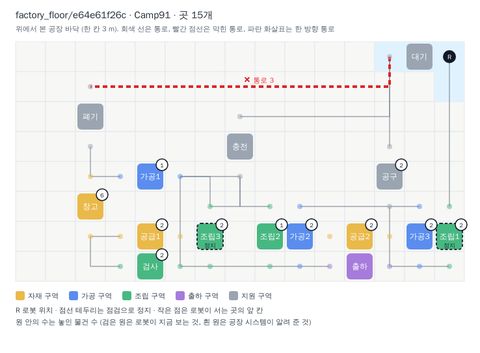 factory_floor/e64e61f26c · Camp91 · 곳 15개
위에서 본 공장 바닥 (한 칸 3 m). 회색 선은 통로, 빨간 점선은 막힌 통로, 파란 화살표는 한 방향 통로
대기
R
✕ 통로 3
폐기
충전
가공1
1
공구
2
창고
6
공급1
2
조립3
정지
2
조립2
1
가공2
2
공급2
2
가공3
2
조립1
정지
2
검사
2
출하
자재 구역
가공 구역
조립 구역
출하 구역
지원 구역
R 로봇 위치 · 점선 테두리는 점검으로 정지 · 작은 점은 로봇이 서는 곳의 앞 칸
원 안의 수는 놓인 물건 수 (검은 원은 로봇이 지금 보는 것, 흰 원은 공장 시스템이 알려 준 것)